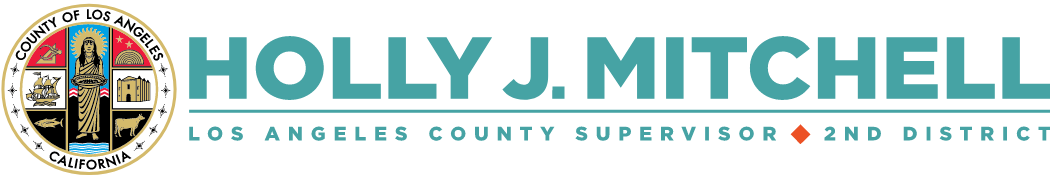 COUNTY OF LOS ANGELES
CALIFORNIA
HOLLY J. MITCHELL
LOS ANGELES COUNTY SUPERVISOR ◆ 2ND DISTRICT